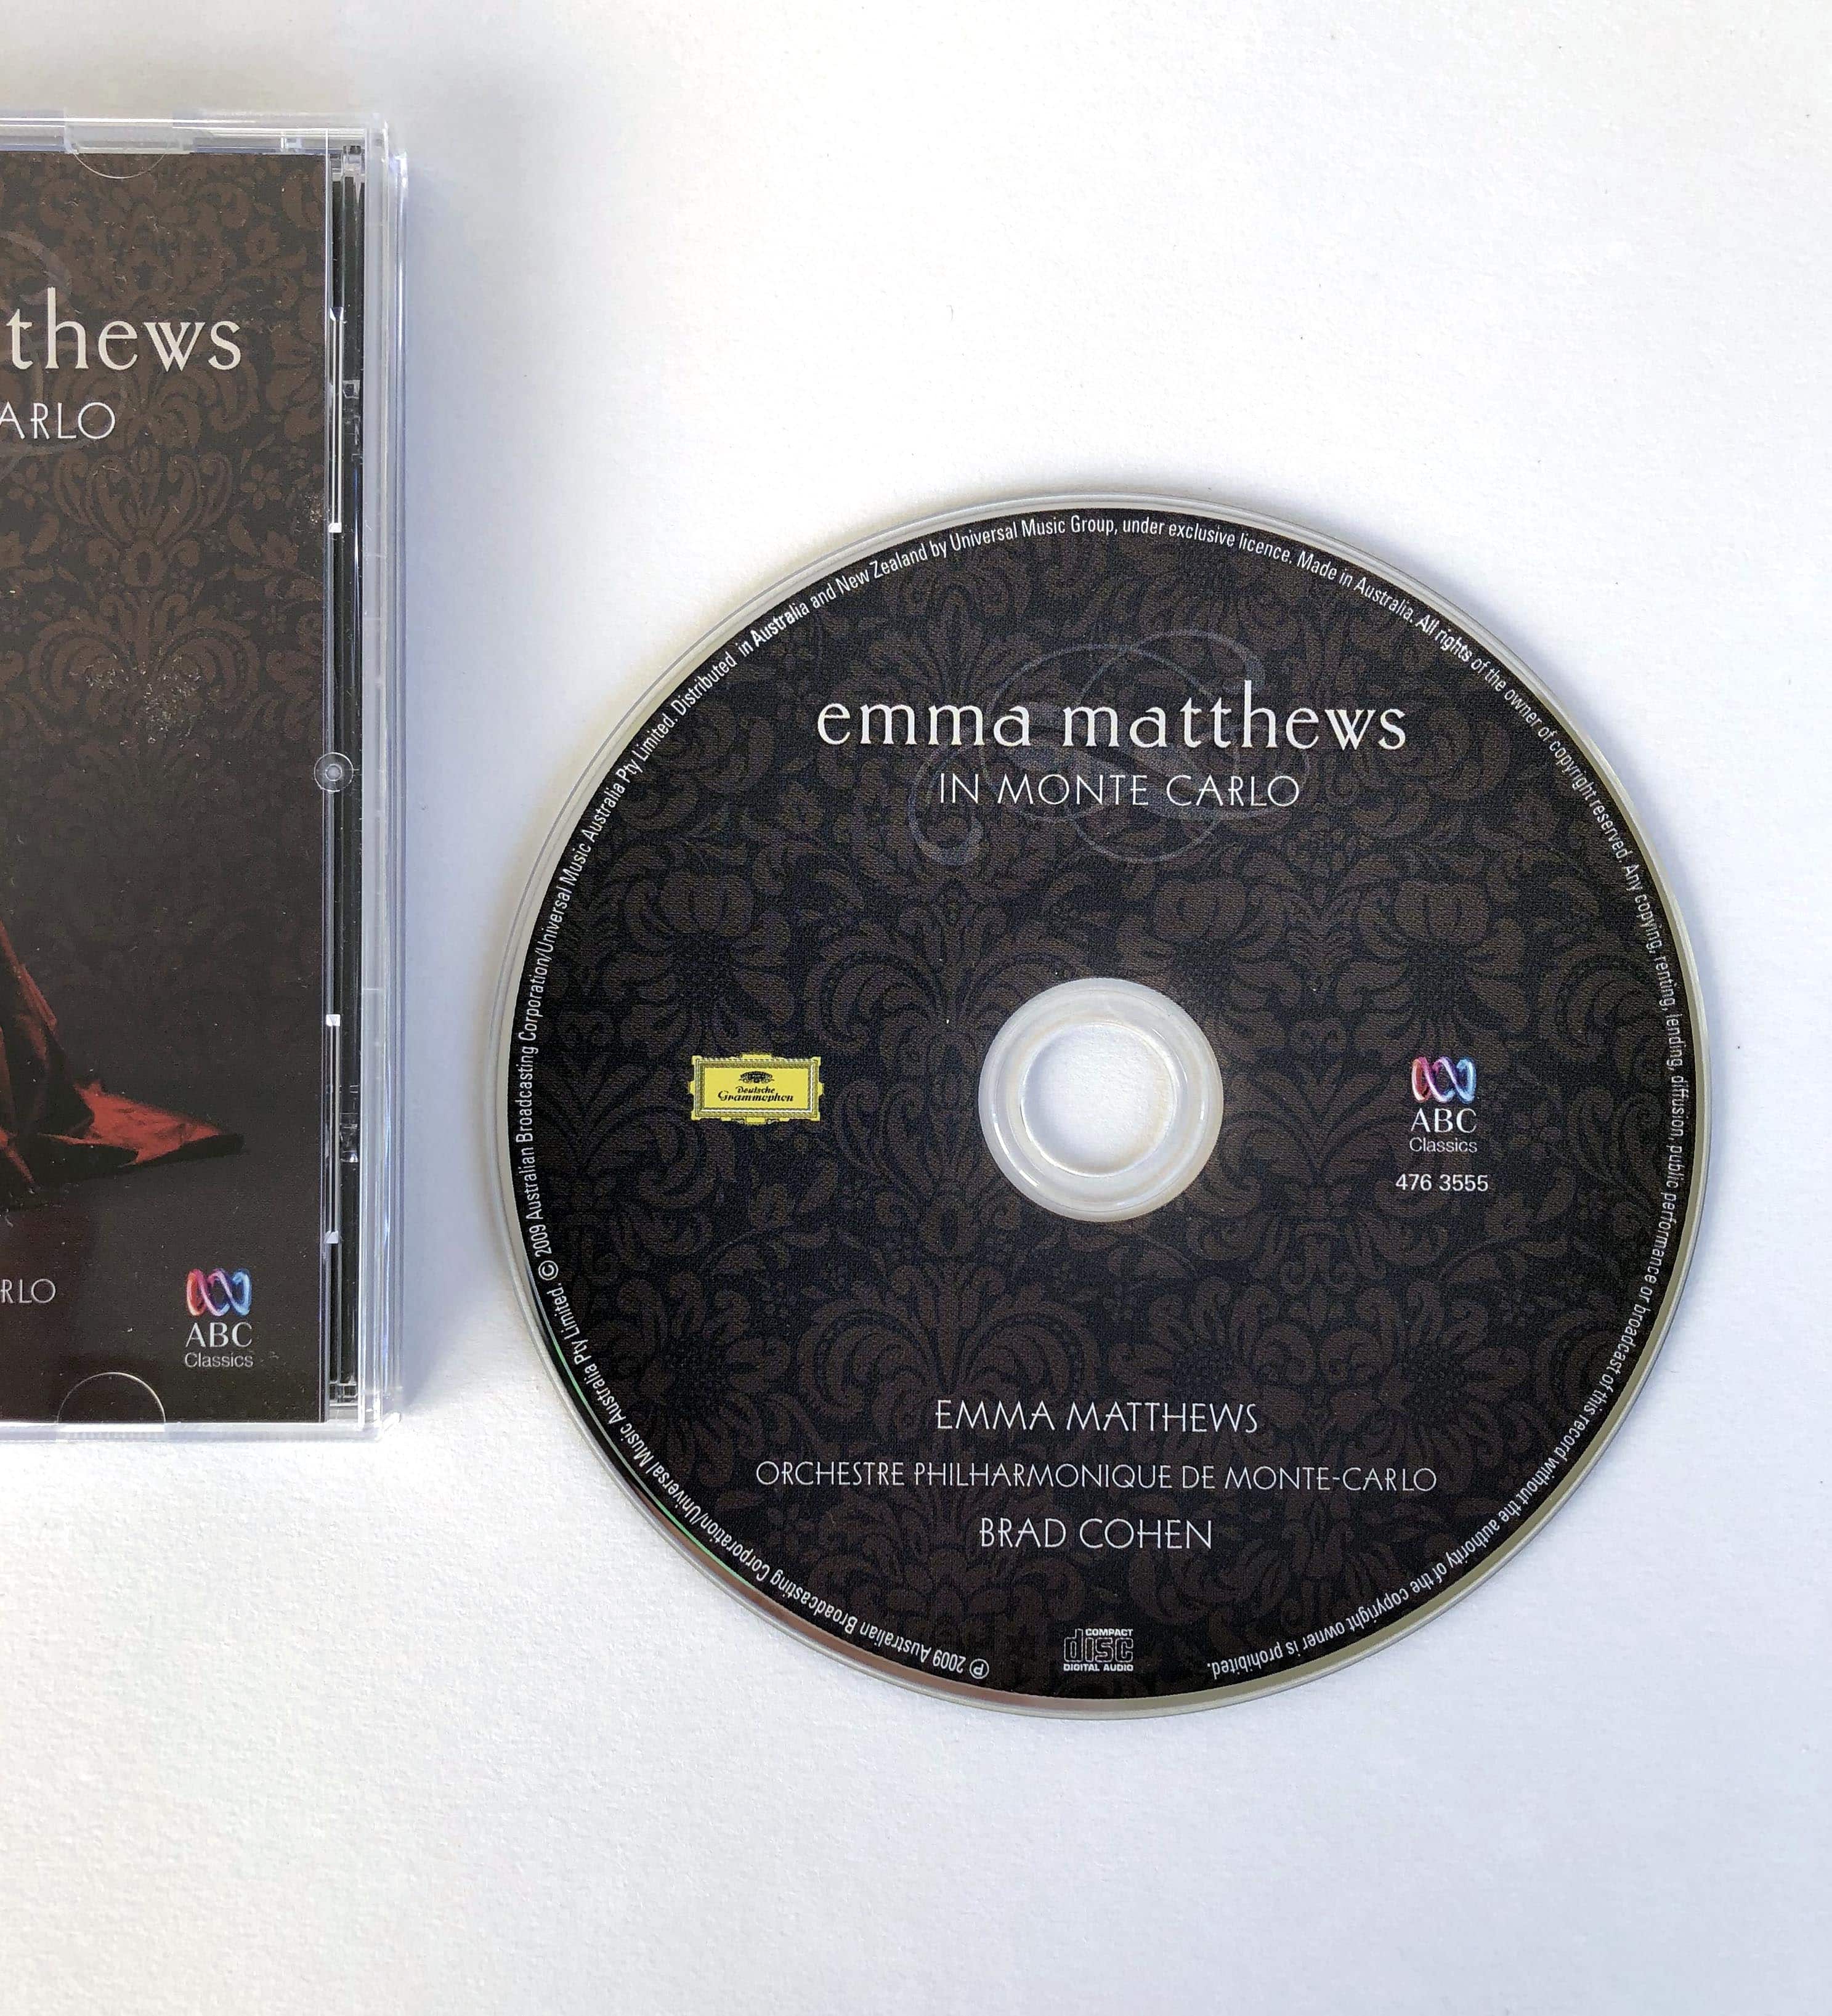 thews
ARLO
RLO
ABC
Classics
emma matthews
IN MONTE CARLO
Deutsche
Grammophon
ABC
Classics
476 3555
EMMA MATTHEWS
ORCHESTRE PHILHARMONIQUE DE MONTE-CARLO
BRAD COHEN
COMPACT
disc
DIGITAL AUDIO
℗ 2009 Australian Broadcasting Corporation/Universal Music Australia Pty Limited. © 2009 Australian Broadcasting Corporation/Universal Music Australia Pty Limited. Distributed in Australia and New Zealand by Universal Music Group, under exclusive licence. Made in Australia. All rights of the owner of copyright reserved. Any copying, renting, lending, diffusion, public performance or broadcast of this record without the authority of the copyright owner is prohibited.